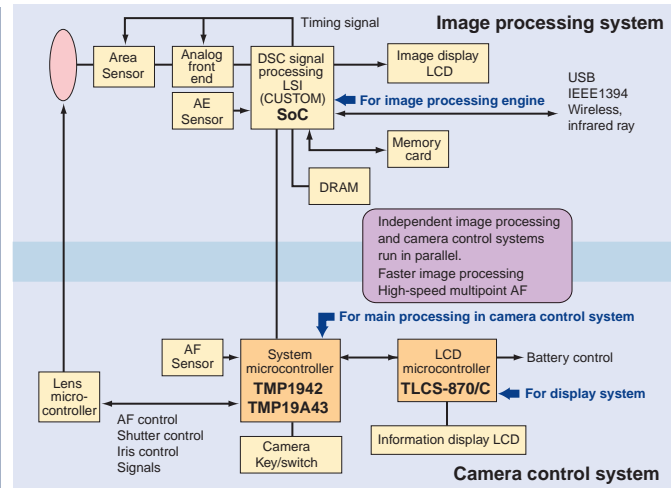 Timing signal
Image processing system
Area
Sensor
Analog
front
end
DSC signal
processing
LSI
(CUSTOM)
SoC
Image display
LCD
AE
Sensor
For image processing engine
USB
IEEE1394
Wireless,
infrared ray
Memory
card
DRAM
Independent image processing
and camera control systems
run in parallel.
Faster image processing
High-speed multipoint AF
For main processing in camera control system
AF
Sensor
System
microcontroller
TMP1942
TMP19A43
LCD
microcontroller
TLCS-870/C
Battery control
For display system
Lens
micro-
controller
AF control
Shutter control
Iris control
Signals
Camera
Key/switch
Information display LCD
Camera control system